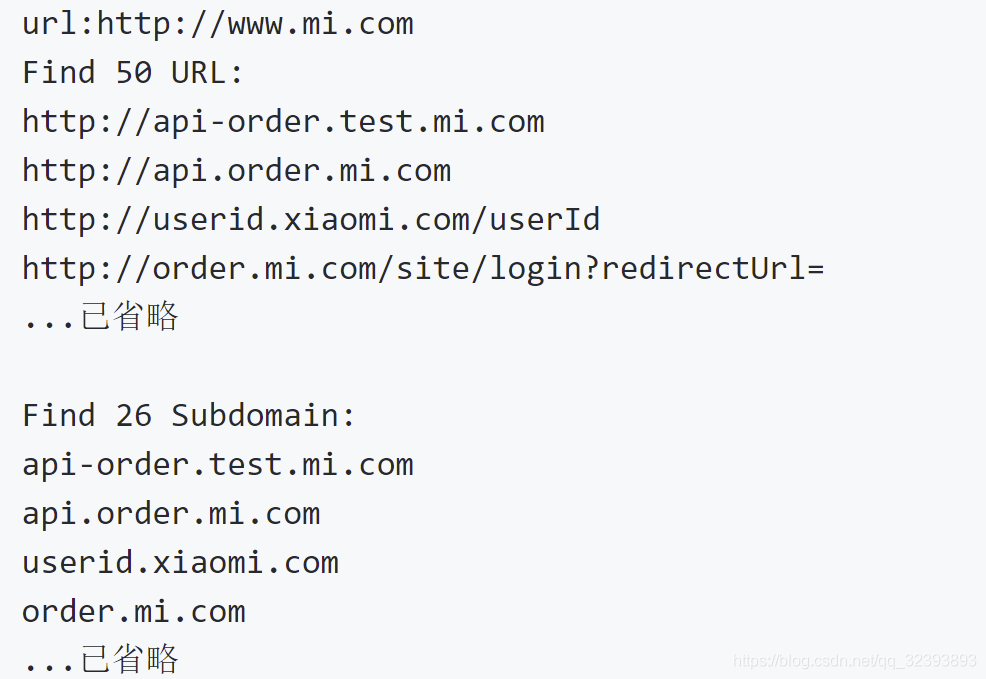 url:http://www.mi.com
Find 50 URL:
http://api-order.test.mi.com
http://api.order.mi.com
http://userid.xiaomi.com/userId
http://order.mi.com/site/login?redirectUrl=
...已省略
Find 26 Subdomain:
api-order.test.mi.com
api.order.mi.com
userid.xiaomi.com
order.mi.com
...已省略
https://blog.csdn.net/qq_32393893